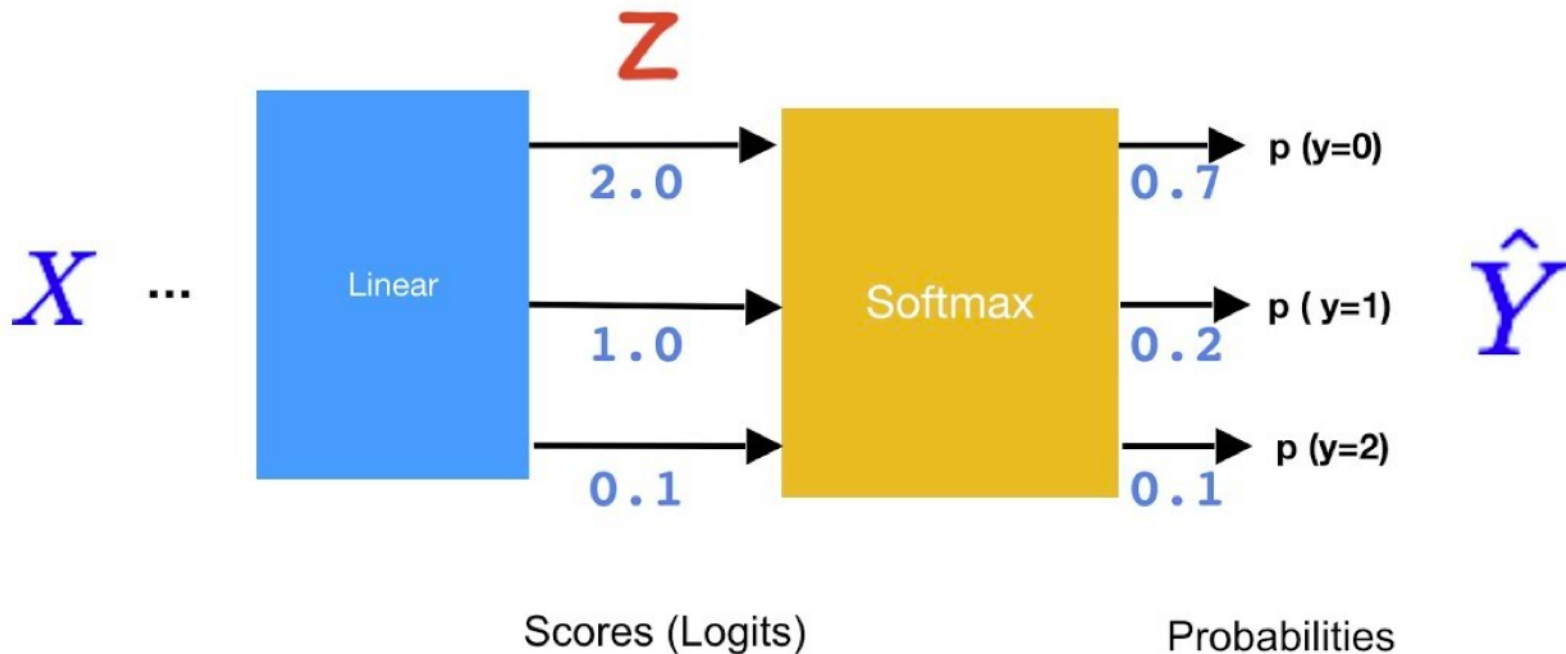 Z
2.0
0.7
p (y=0)
X ...
Linear
1.0
Softmax
0.2
p ( y=1)
Ŷ
0.1
0.1
p (y=2)
Scores (Logits)
Probabilities